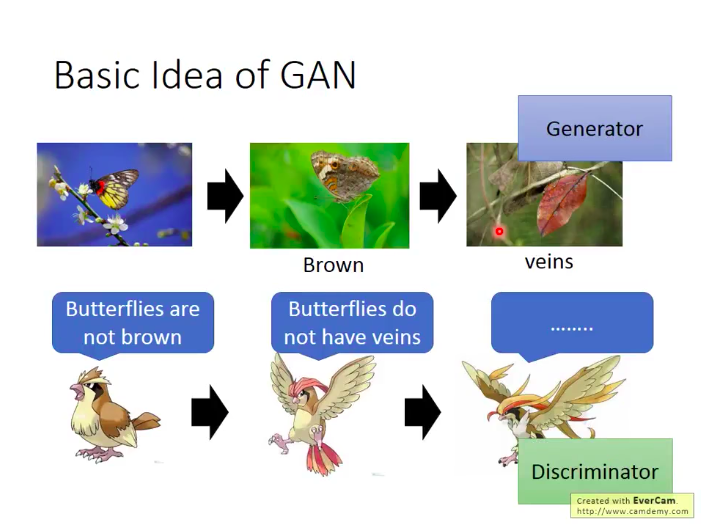 Basic Idea of GAN
Generator
Brown
veins
Butterflies are
not brown
Butterflies do
not have veins
........
Discriminator
Created with EverCam.
http://www.camdemy.com